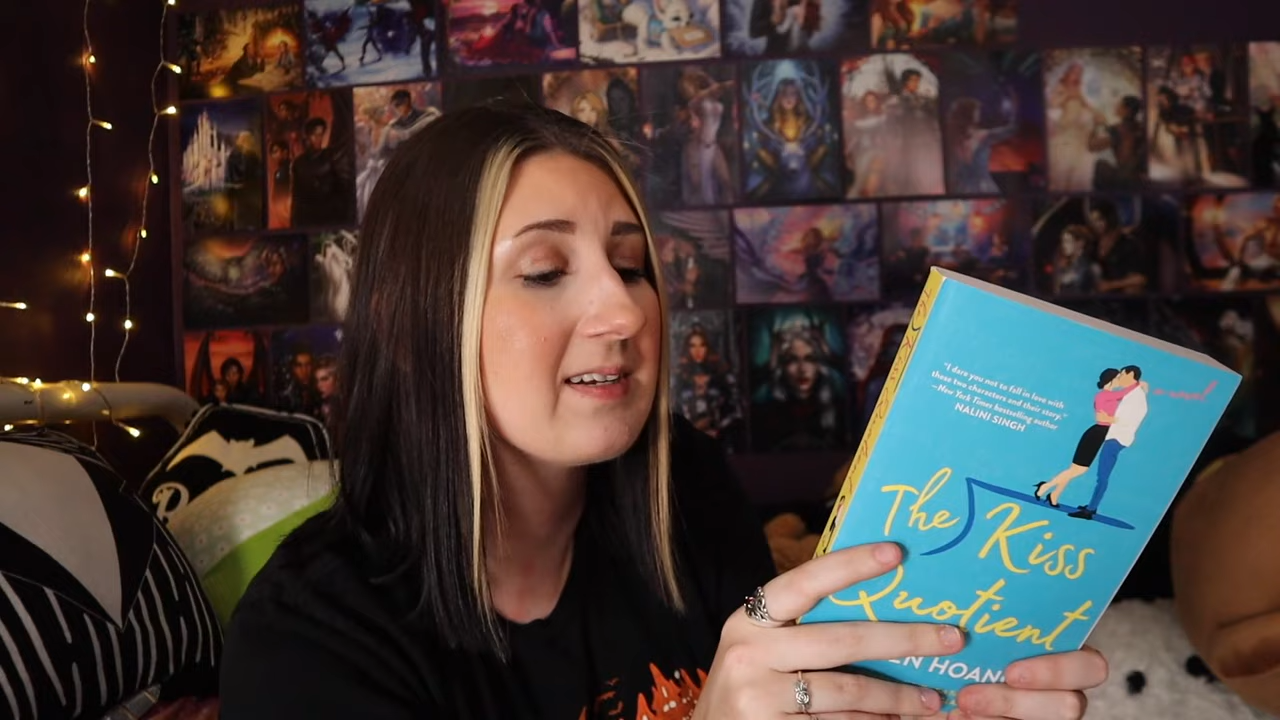 "I dare you not to fall in love with
these two characters and their story."
—New York Times bestselling author
NALINI SINGH
a novel
The Kiss
Quotient
EN HOAN